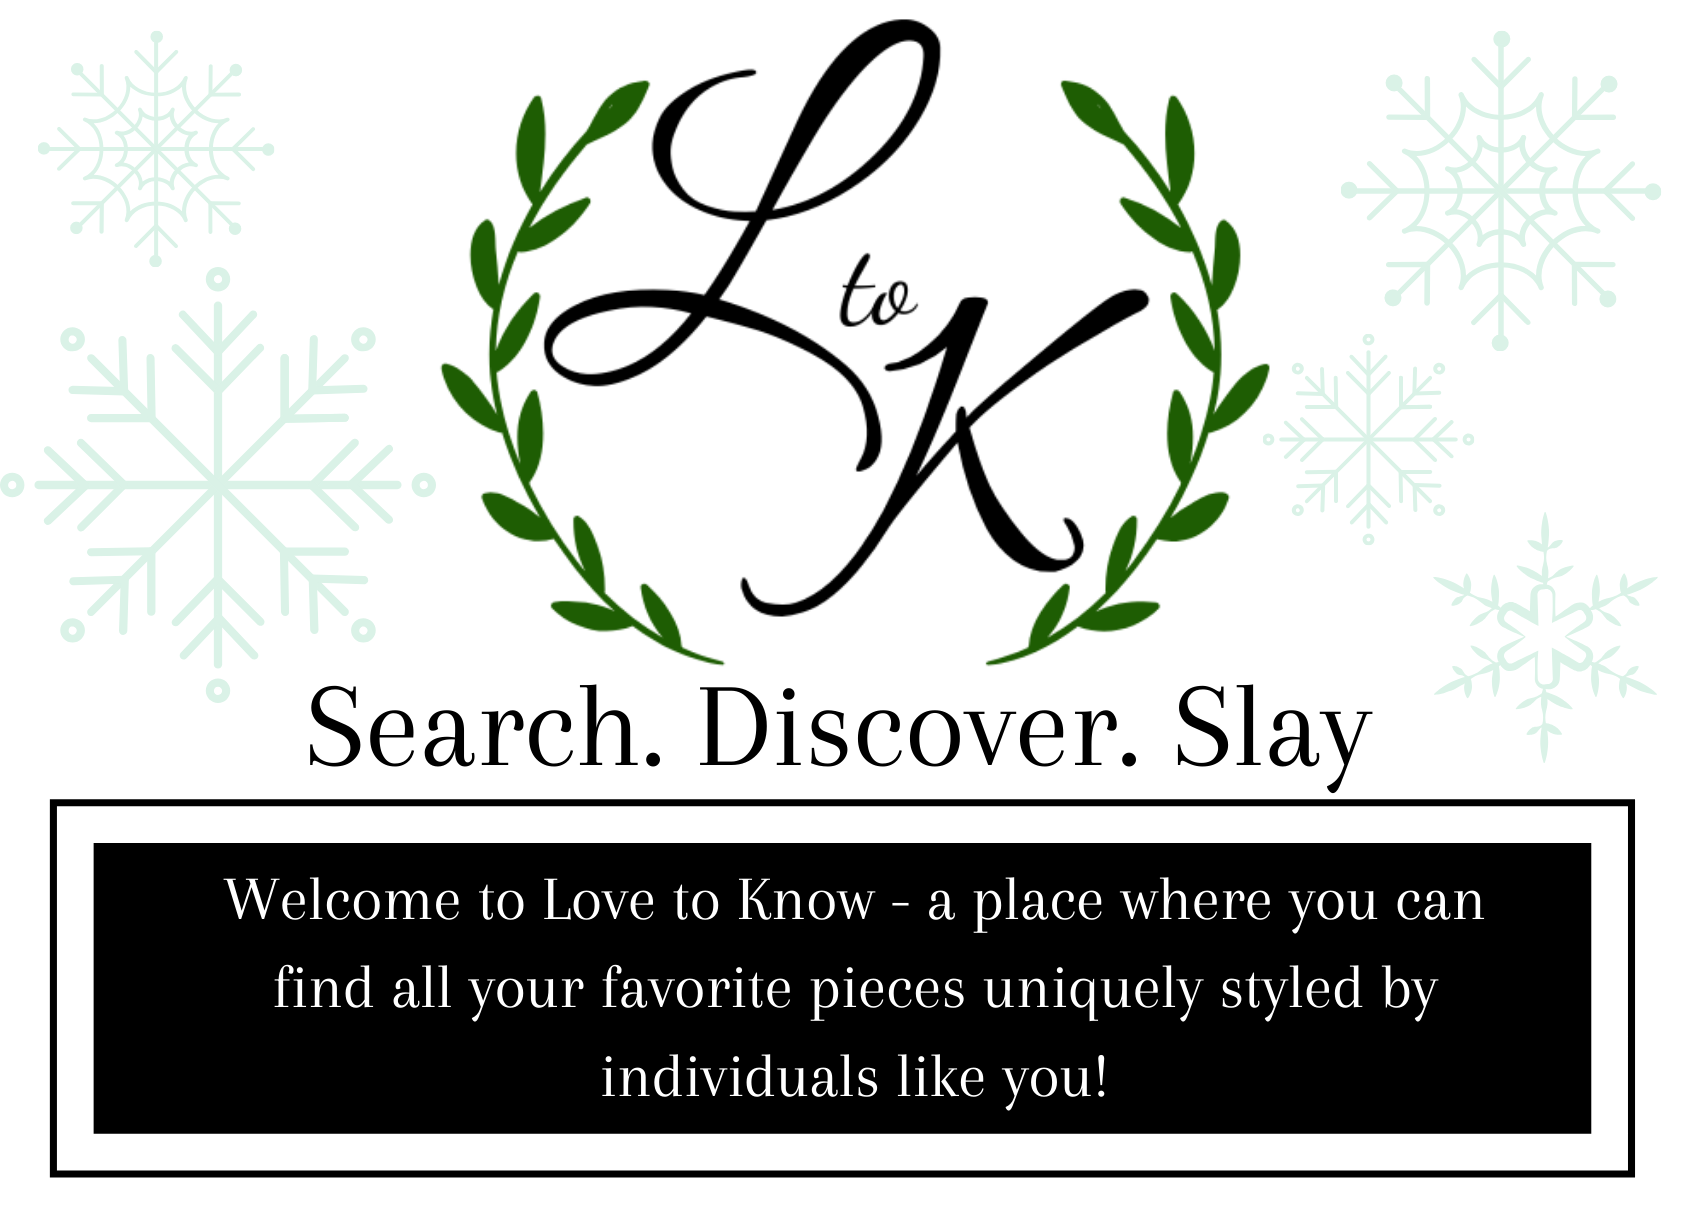 L to K
Search. Discover. Slay
Welcome to Love to Know - a place where you can
find all your favorite pieces uniquely styled by
individuals like you!